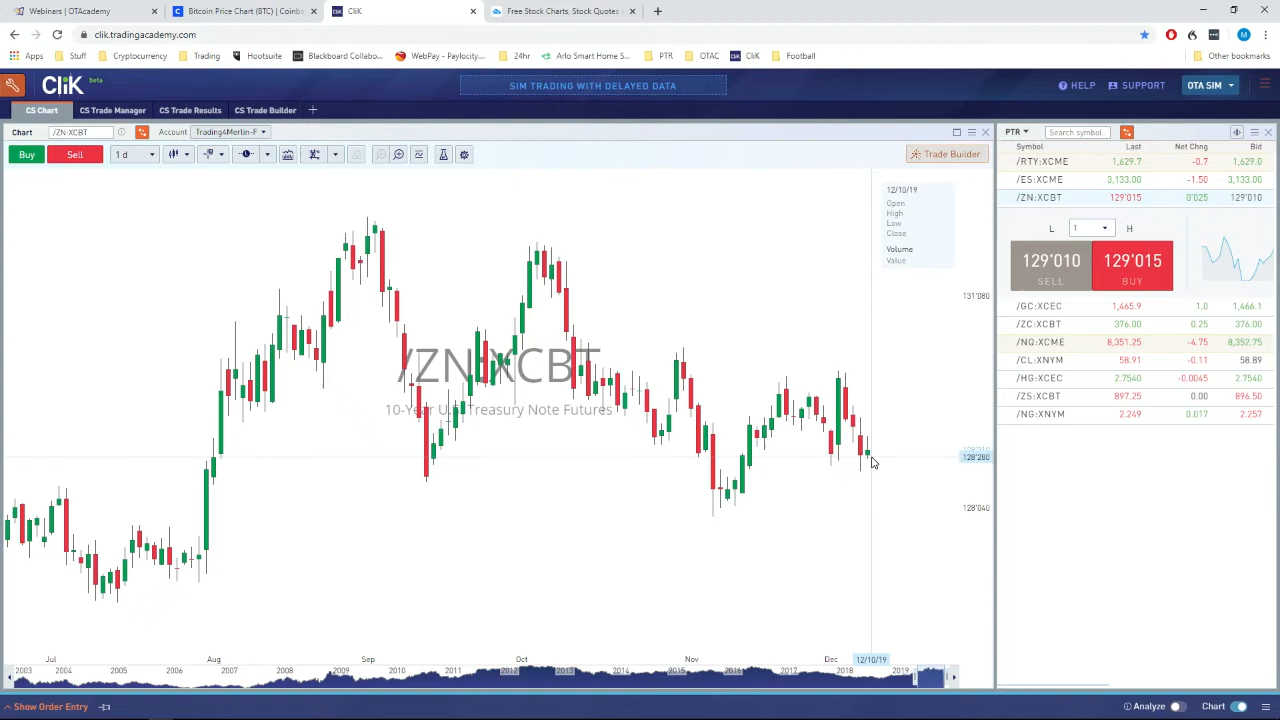 Webinars | OTAcademy
Bitcoin Price Chart (BTC) | Coinba
CliK
Free Stock Charts, Stock Quotes
clik.tradingacademy.com
Apps Stuff Cryptocurrency Trading Hootsuite Blackboard Collabo... WebPay - Paylocity... 24hr Arlo Smart Home S... PTR OTAC CliK Football Other bookmarks
CliK beta
SIM TRADING WITH DELAYED DATA
HELP SUPPORT OTA SIM
CS Chart CS Trade Manager CS Trade Results CS Trade Builder +
Chart /ZN:XCBT Account Trading4Merlin-F
Buy Sell 1 d Trade Builder
12/10/19
Open
High
Low
Close
Volume
Value
/ZN:XCBT
10-Year U.S. Treasury Note Futures
131'080
128'280
128'040
Jul Aug Sep Oct Nov Dec 12/10/19
2003 2004 2005 2006 2007 2008 2009 2010 2011 2012 2013 2014 2015 2016 2017 2018 2019
PTR Search symbol...
Symbol Last Net Chng Bid
/RTY:XCME 1,629.7 -0.7 1,629.0
/ES:XCME 3,133.00 -1.50 3,133.00
/ZN:XCBT 129'015 0'025 129'010
L 1 H
129'010 129'015
SELL BUY
/GC:XCEC 1,465.9 1.0 1,466.1
/ZC:XCBT 376.00 0.25 376.00
/NQ:XCME 8,351.25 -4.75 8,352.75
/CL:XNYM 58.91 -0.11 58.89
/HG:XCEC 2.7540 -0.0045 2.7540
/ZS:XCBT 897.25 0.00 896.50
/NG:XNYM 2.249 0.017 2.257
Show Order Entry
Analyze Chart